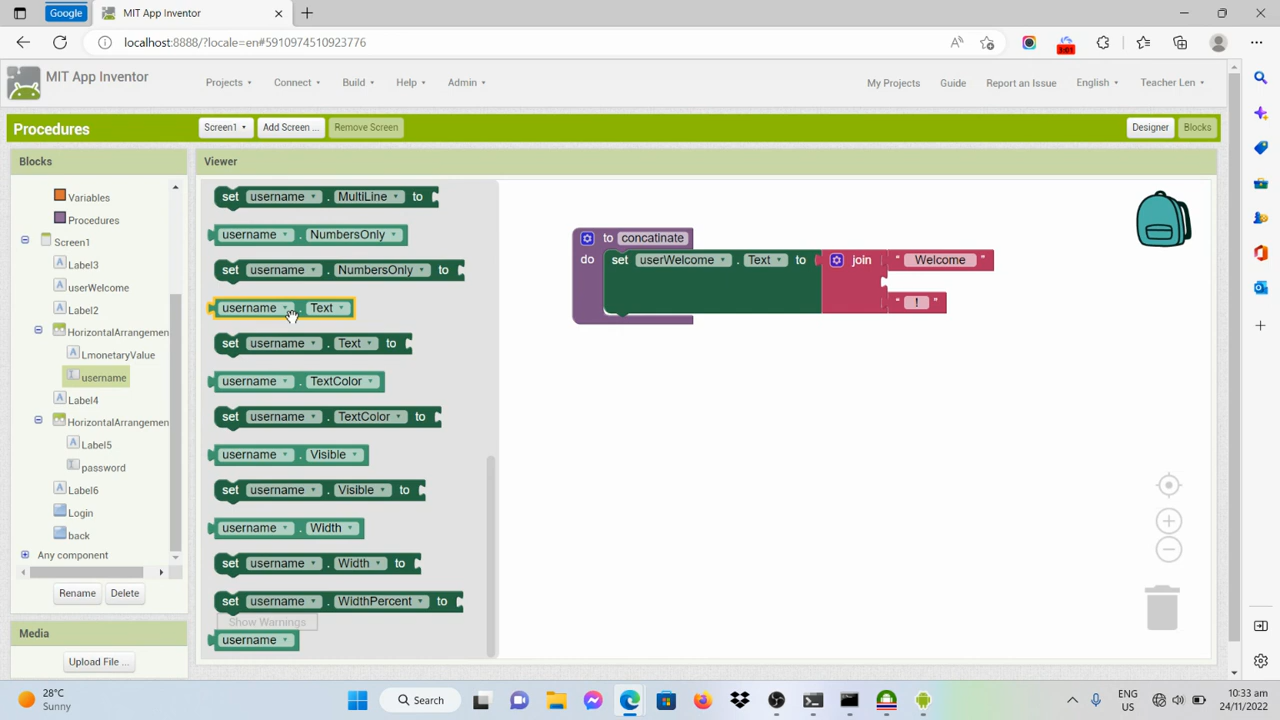 Google
MIT App Inventor
localhost:8888/?locale=en#5910974510923776
3:01
MIT App Inventor
Projects
Connect
Build
Help
Admin
My Projects
Guide
Report an Issue
English
Teacher Len
Procedures
Screen1
Add Screen ...
Remove Screen
Designer
Blocks
Blocks
Viewer
Variables
Procedures
Screen1
Label3
userWelcome
Label2
HorizontalArrangemen
LmonetaryValue
username
Label4
HorizontalArrangemen
Label5
password
Label6
Login
back
Any component
Rename
Delete
Media
Upload File ...
set username . MultiLine to
username . NumbersOnly
set username . NumbersOnly to
username . Text
set username . Text to
username . TextColor
set username . TextColor to
username . Visible
set username . Visible to
username . Width
set username . Width to
set username . WidthPercent to
Show Warnings
username
to concatinate
do set userWelcome . Text to join " Welcome "
" ! "
28°C
Sunny
Search
ENG
US
10:33 am
24/11/2022